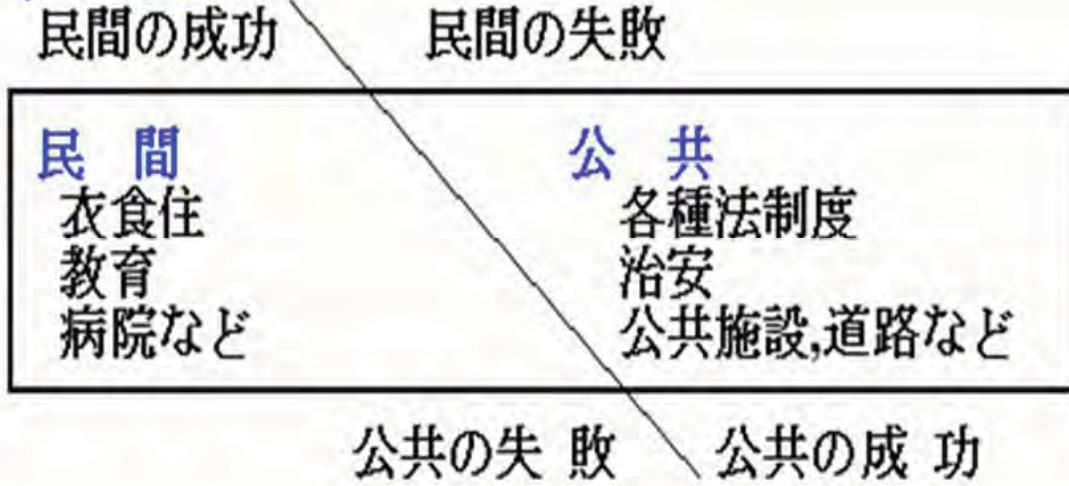 民間の成功 民間の失敗
民 間 公 共
衣食住 各種法制度
教育 治安
病院など 公共施設,道路など
公共の失 敗 公共の成 功